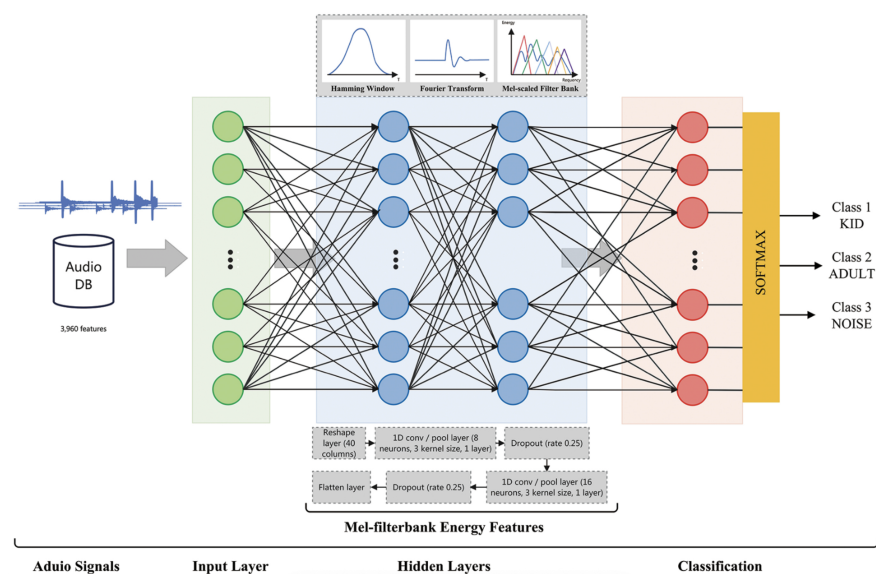 Energy
T
T
Requency
Hamming Window
Fourier Transform
Mel-scaled Filter Bank
Audio
DB
3,960 features
SOFTMAX
Class 1
KID
Class 2
ADULT
Class 3
NOISE
Reshape
layer (40
columns)
1D conv / pool layer (8
neurons, 3 kernel size, 1 layer)
Dropout (rate 0.25)
Flatten layer
Dropout (rate 0.25)
1D conv / pool layer (16
neurons, 3 kernel size, 1 layer)
Mel-filterbank Energy Features
Aduio Signals
Input Layer
Hidden Layers
Classification